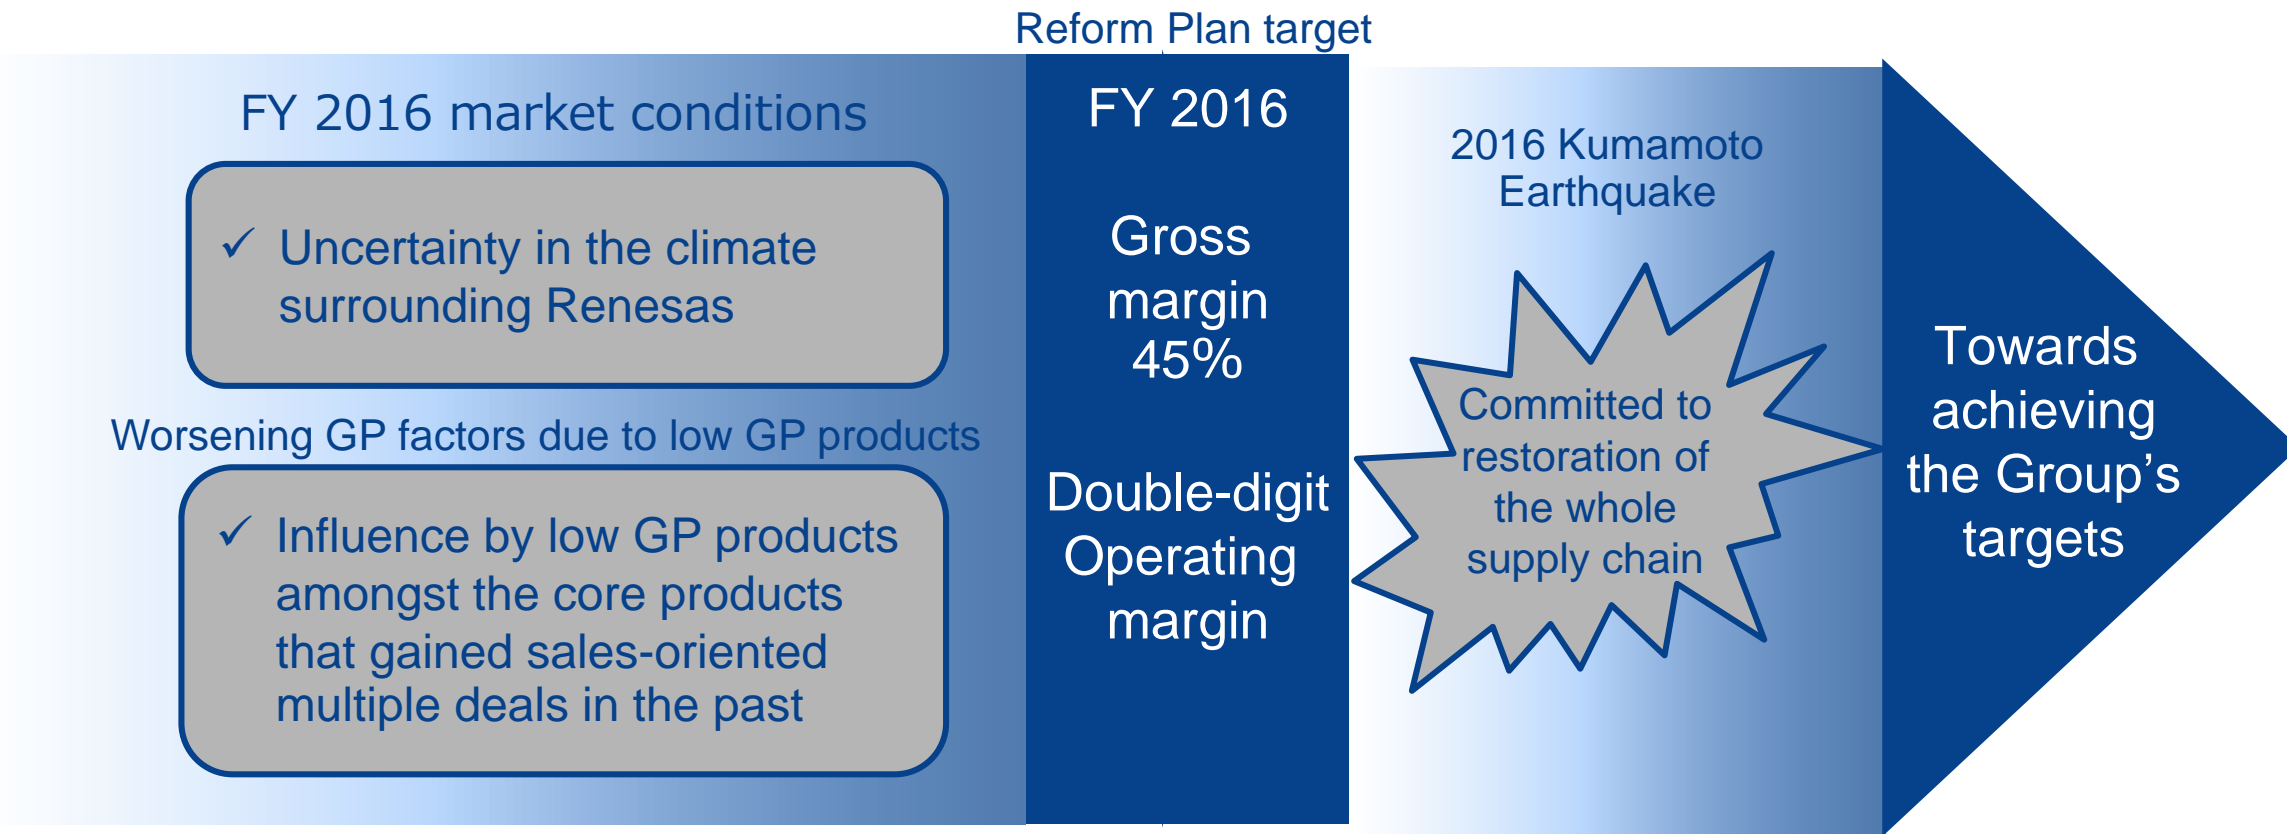 Reform Plan target
FY 2016 market conditions
✓ Uncertainty in the climate
surrounding Renesas
Worsening GP factors due to low GP products
✓ Influence by low GP products
amongst the core products
that gained sales-oriented
multiple deals in the past
FY 2016
Gross
margin
45%
Double-digit
Operating
margin
2016 Kumamoto
Earthquake
Committed to
restoration of
the whole
supply chain
Towards
achieving
the Group’s
targets